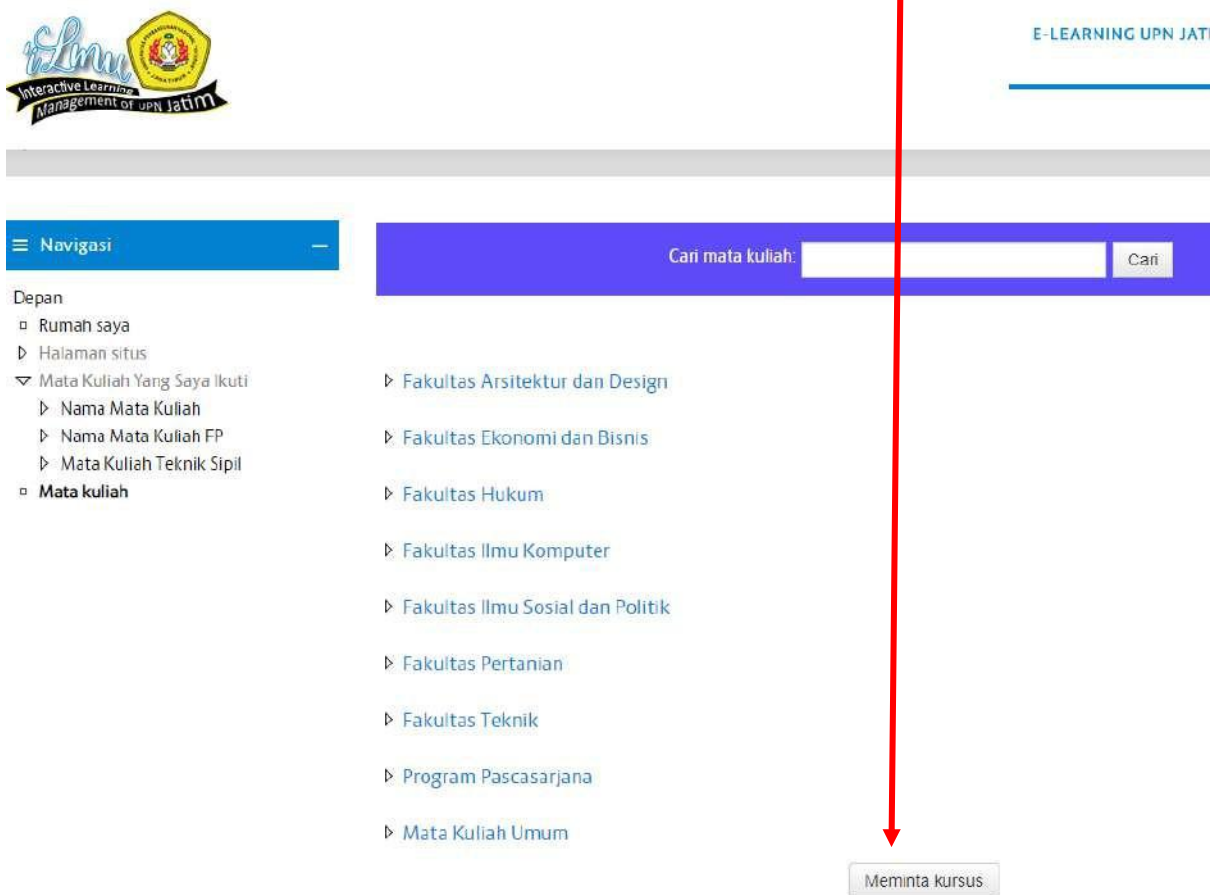 iLmu
Interactive Learning
Management of UPN Jatim
E-LEARNING UPN JATI
Navigasi
Cari mata kuliah:
Cari
Depan
Rumah saya
Halaman situs
Mata Kuliah Yang Saya Ikuti
Nama Mata Kuliah
Nama Mata Kuliah FP
Mata Kuliah Teknik Sipil
Mata kuliah
Fakultas Arsitektur dan Design
Fakultas Ekonomi dan Bisnis
Fakultas Hukum
Fakultas Ilmu Komputer
Fakultas Ilmu Sosial dan Politik
Fakultas Pertanian
Fakultas Teknik
Program Pascasarjana
Mata Kuliah Umum
Meminta kursus